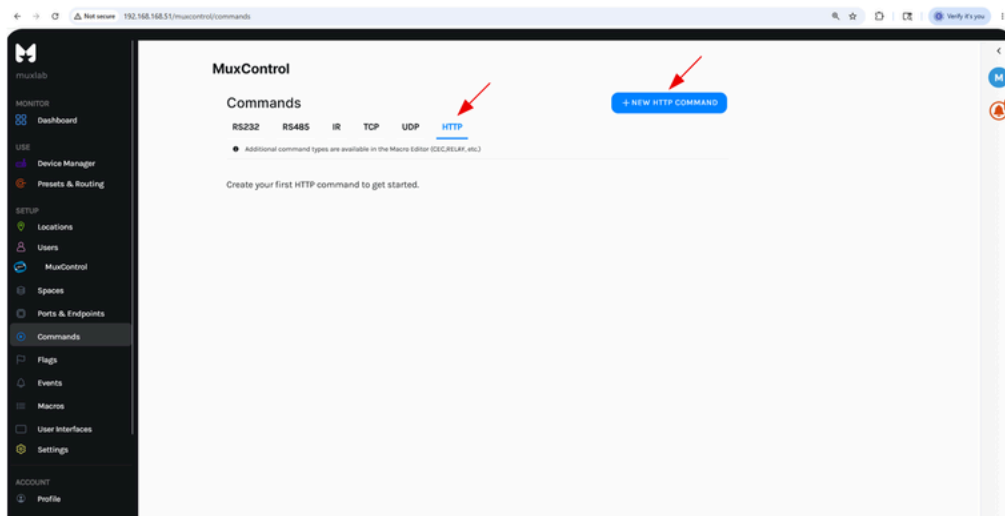 Not secure 192.168.168.51/muxcontrol/commands
Verify it's you
muxlab
MONITOR
Dashboard
USE
Device Manager
Presets & Routing
SETUP
Locations
Users
MuxControl
Spaces
Ports & Endpoints
Commands
Flags
Events
Macros
User Interfaces
Settings
ACCOUNT
Profile
MuxControl
Commands
+ NEW HTTP COMMAND
RS232 RS485 IR TCP UDP HTTP
Additional command types are available in the Macro Editor (CEC,RELAY, etc.)
Create your first HTTP command to get started.
M